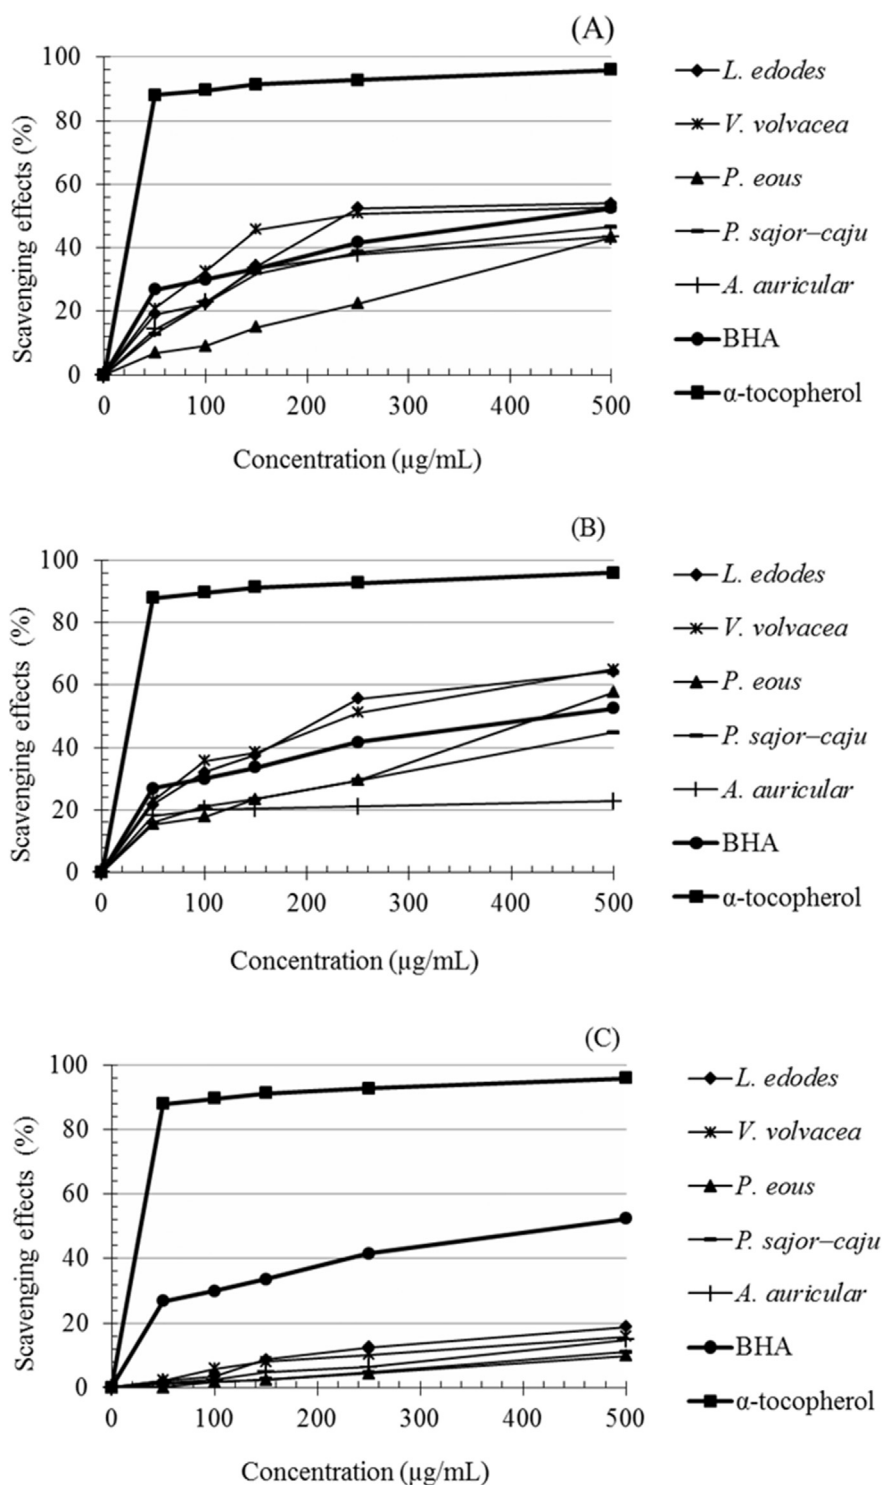 (A)
100
80
60
40
20
0
Scavenging effects (%)
0 100 200 300 400 500
Concentration (µg/mL)
L. edodes
V. volvacea
P. eous
P. sajor–caju
A. auricular
BHA
α-tocopherol
(B)
100
80
60
40
20
0
Scavenging effects (%)
0 100 200 300 400 500
Concentration (µg/mL)
L. edodes
V. volvacea
P. eous
P. sajor–caju
A. auricular
BHA
α-tocopherol
(C)
100
80
60
40
20
0
Scavenging effects (%)
0 100 200 300 400 500
Concentration (µg/mL)
L. edodes
V. volvacea
P. eous
P. sajor–caju
A. auricular
BHA
α-tocopherol